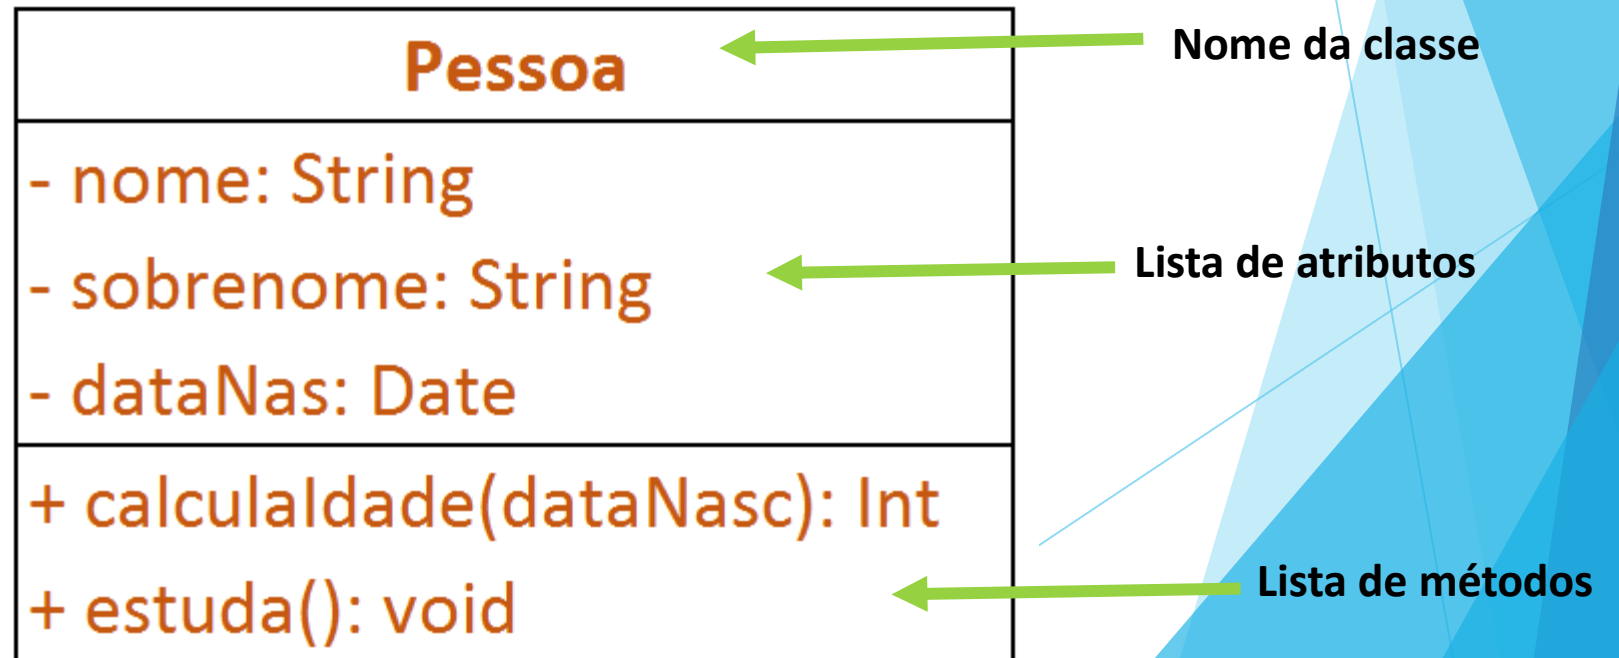 Pessoa
Nome da classe
- nome: String
- sobrenome: String
Lista de atributos
- dataNas: Date
+ calculaIdade(dataNasc): Int
+ estuda(): void
Lista de métodos